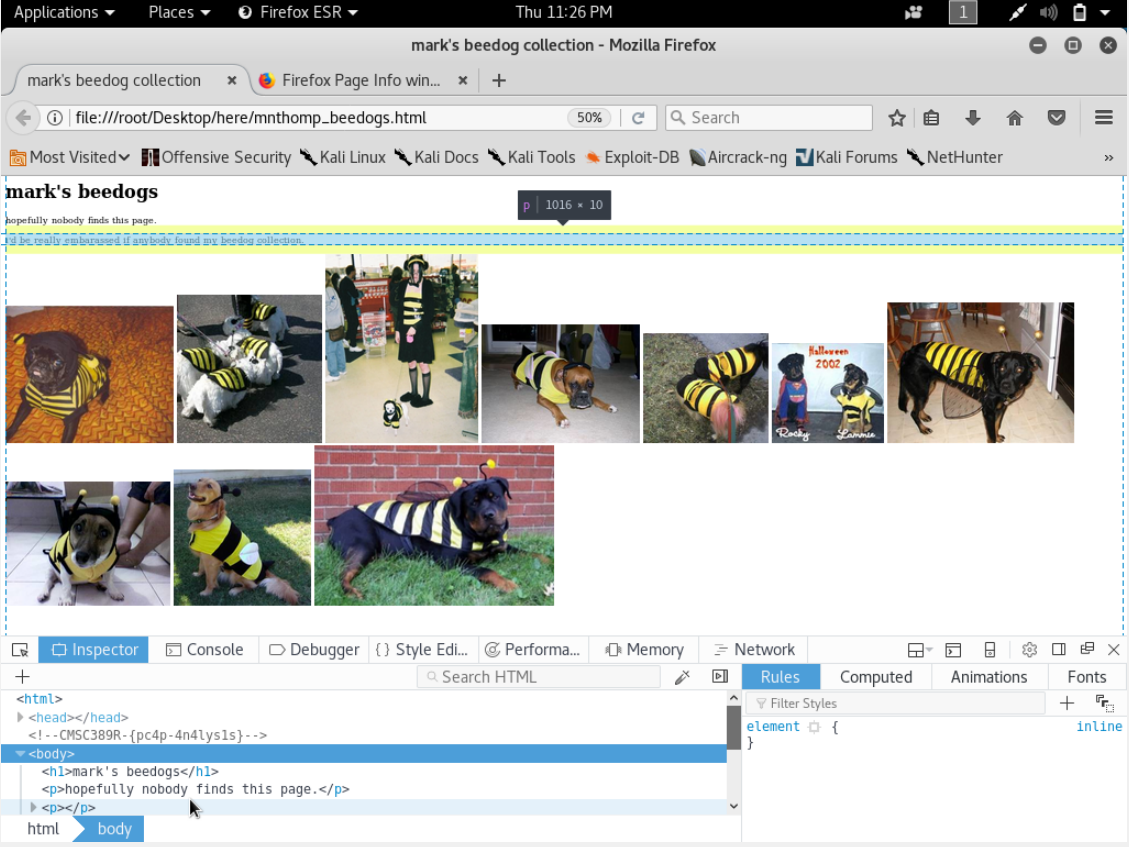 Applications Places Firefox ESR Thu 11:26 PM 1
mark's beedog collection - Mozilla Firefox
mark's beedog collection × Firefox Page Info win... × +
file:///root/Desktop/here/mnthomp_beedogs.html 50% Search
Most Visited Offensive Security Kali Linux Kali Docs Kali Tools Exploit-DB Aircrack-ng Kali Forums NetHunter »
mark's beedogs
p 1016 × 10
hopefully nobody finds this page.
i'd be really embarassed if anybody found my beedog collection.
Halloween
2002
Rocky Lammie
Inspector Console Debugger { } Style Edi... Performa... Memory Network
+ Search HTML Rules Computed Animations Fonts
<html>
Filter Styles +
<head></head>
<!--CMSC389R-{pc4p-4n4lys1s}-->
element { inline
}
<body>
<h1>mark's beedogs</h1>
<p>hopefully nobody finds this page.</p>
<p></p>
html body